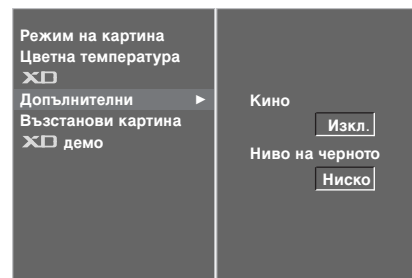 Режим на картина
Цветна температура
XD
Допълнителни ►
Възстанови картина
XD демо
Кино
Изкл.
Ниво на черното
Ниско